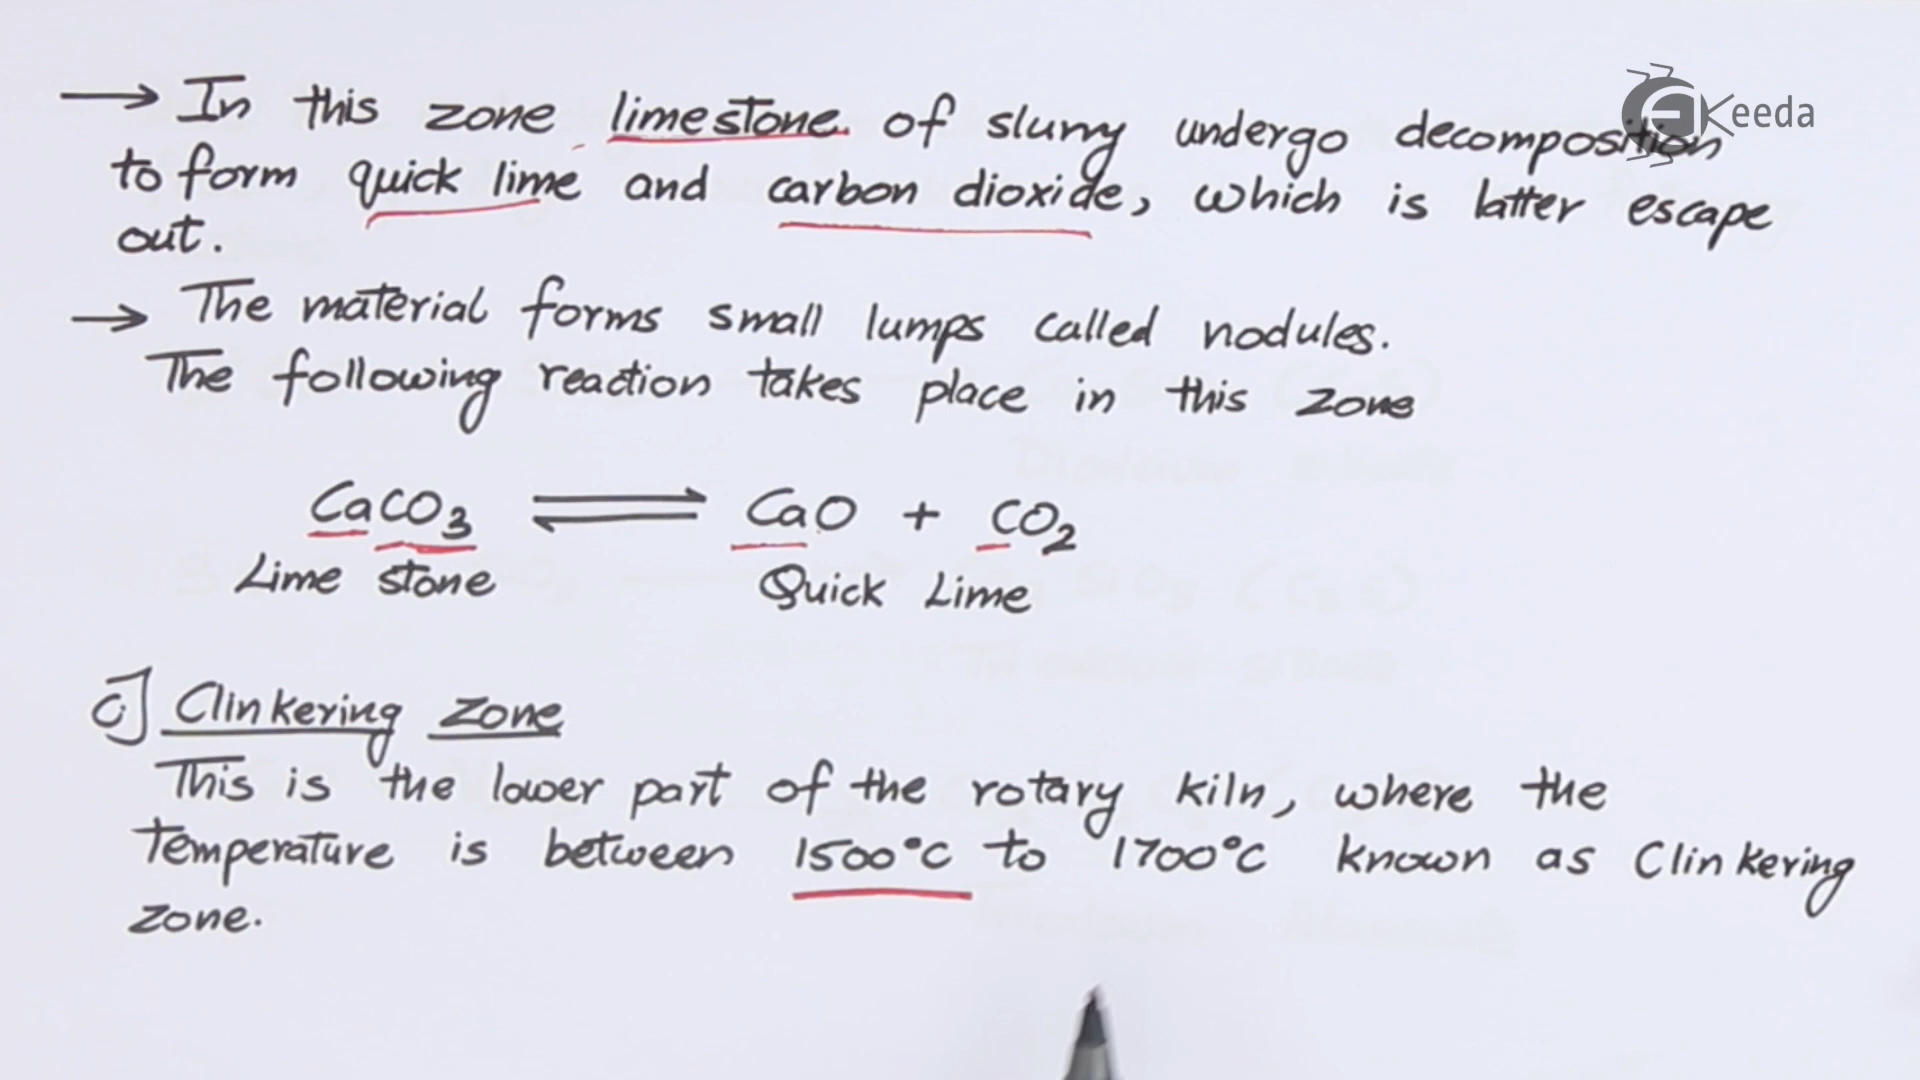 → In this zone limestone of slurry undergo decomposition
to form quick lime and carbon dioxide, which is latter escape
out.
→ The material forms small lumps called nodules.
The following reaction takes place in this zone
CaCO3 ⇌ CaO + CO2
Lime stone Quick Lime
c] Clinkering zone
This is the lower part of the rotary kiln, where the
temperature is between 1500°C to 1700°C known as Clinkering
zone.
Keeda